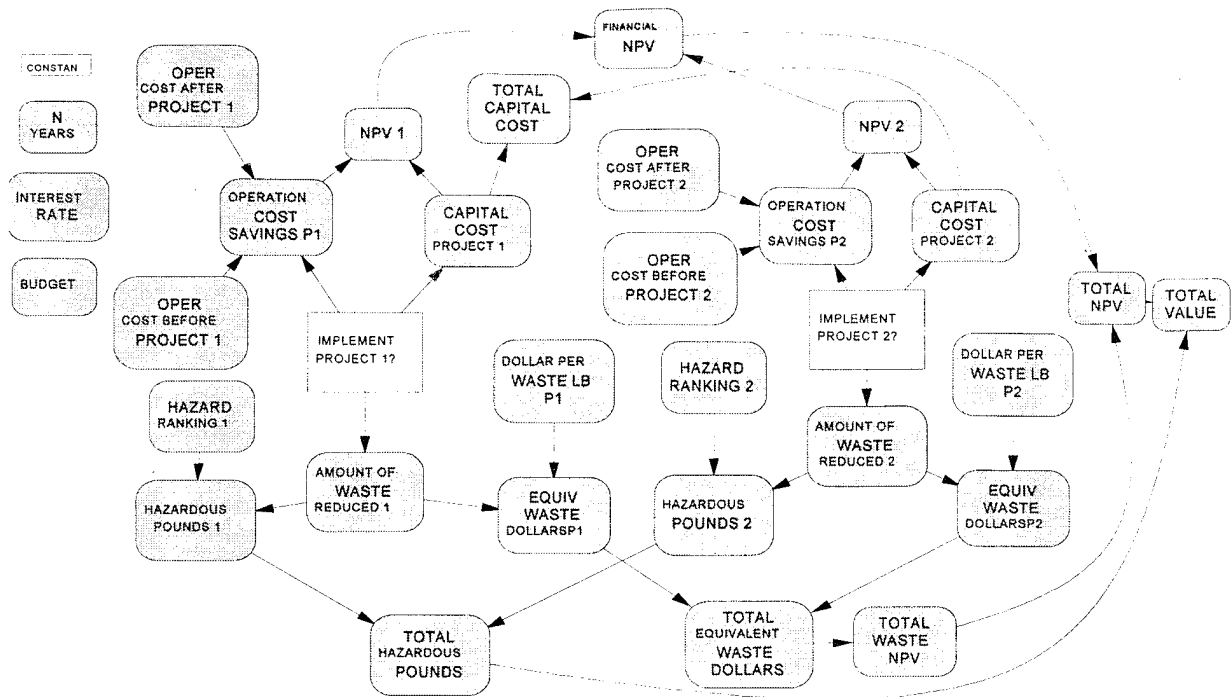 CONSTAN
N
YEARS
INTEREST
RATE
BUDGET
OPER
COST AFTER
PROJECT 1
OPERATION
COST
SAVINGS P1
OPER
COST BEFORE
PROJECT 1
NPV 1
TOTAL
CAPITAL
COST
CAPITAL
COST
PROJECT 1
IMPLEMENT
PROJECT 1?
HAZARD
RANKING 1
HAZARDOUS
POUNDS 1
AMOUNT OF
WASTE
REDUCED 1
DOLLAR PER
WASTE LB
P1
EQUIV
WASTE
DOLLARSP1
FINANCIAL
NPV
OPER
COST AFTER
PROJECT 2
OPER
COST BEFORE
PROJECT 2
OPERATION
COST
SAVINGS P2
NPV 2
CAPITAL
COST
PROJECT 2
IMPLEMENT
PROJECT 2?
HAZARD
RANKING 2
HAZARDOUS
POUNDS 2
AMOUNT OF
WASTE
REDUCED 2
DOLLAR PER
WASTE LB
P2
EQUIV
WASTE
DOLLARSP2
TOTAL
NPV
TOTAL
VALUE
TOTAL
HAZARDOUS
POUNDS
TOTAL
EQUIVALENT
WASTE
DOLLARS
TOTAL
WASTE
NPV